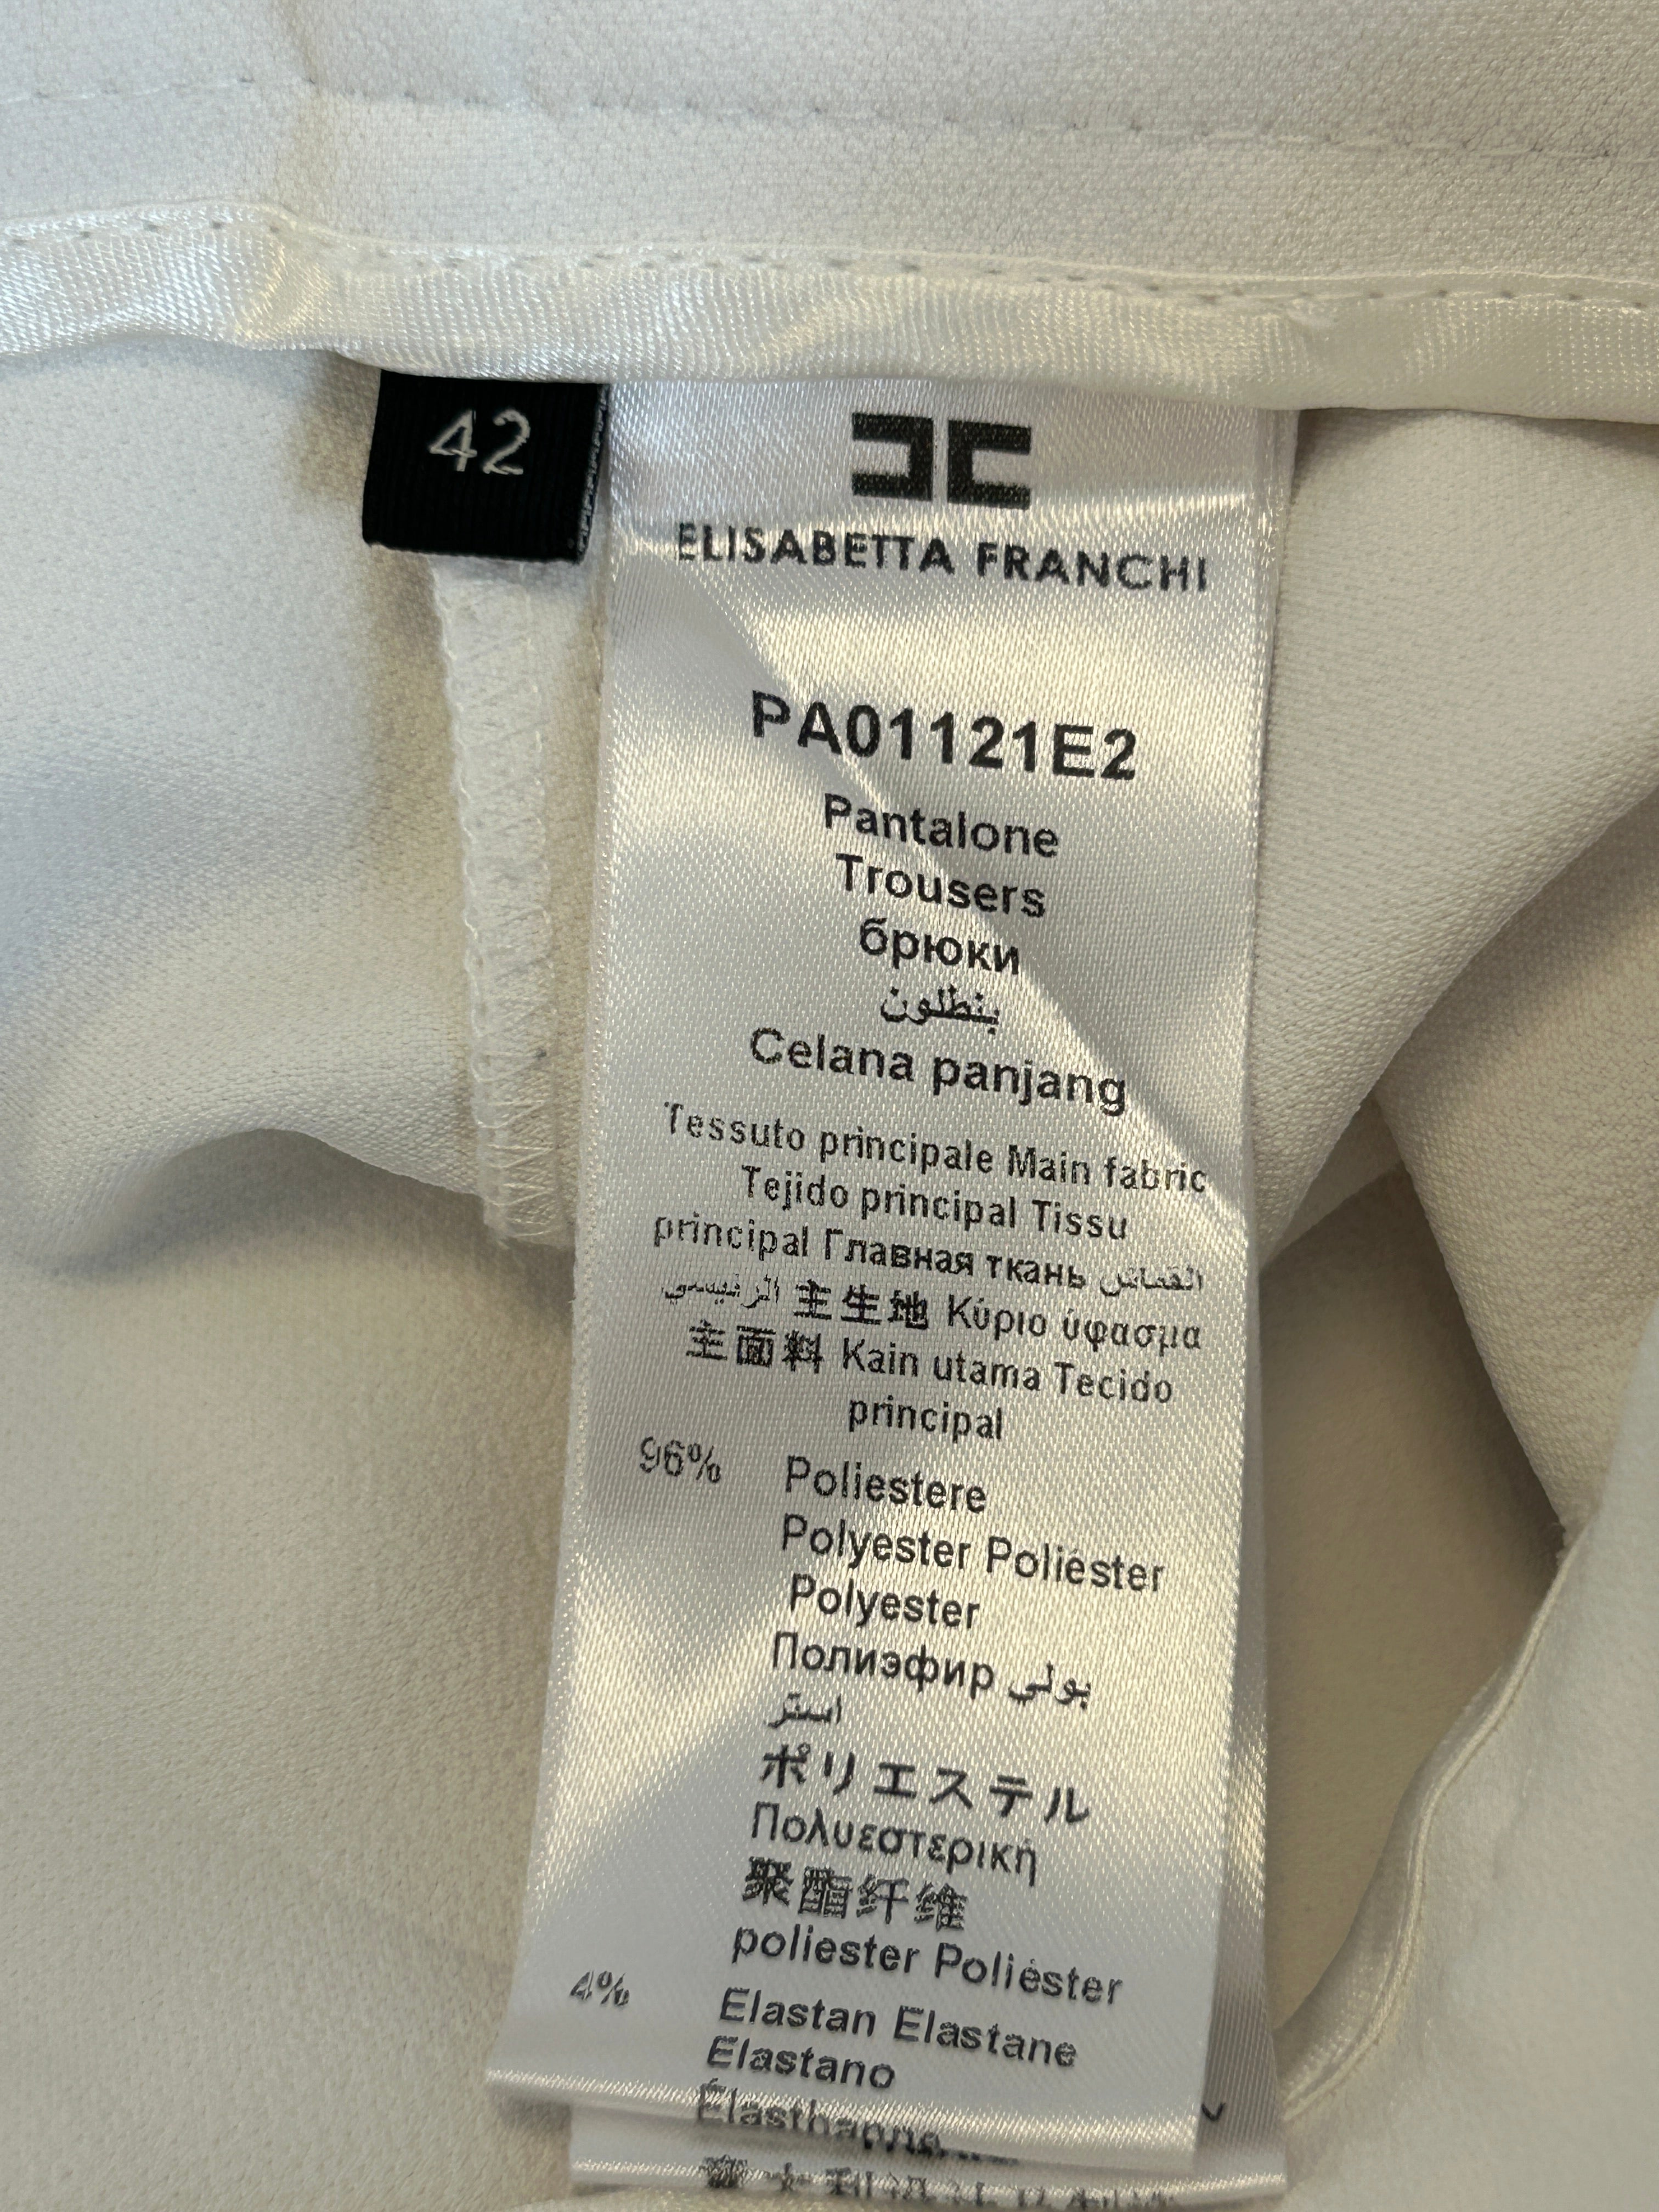 42
ELISABETTA FRANCHI
PA01121E2
Pantalone
Trousers
брюки
بنطلون
Celana panjang
Tessuto principale Main fabric
Tejido principal Tissu
principal Главная ткань القماش
الرئيسي 主生地 Κύριο ύφασμα
主面料 Kain utama Tecido
principal
96% Poliestere
Polyester Poliéster
Polyester
Полиэфир بولي
استر
ポリエステル
Πολυεστερική
聚酯纤维
poliester Poliéster
4% Elastan Elastane
Elastano
Élasthanne